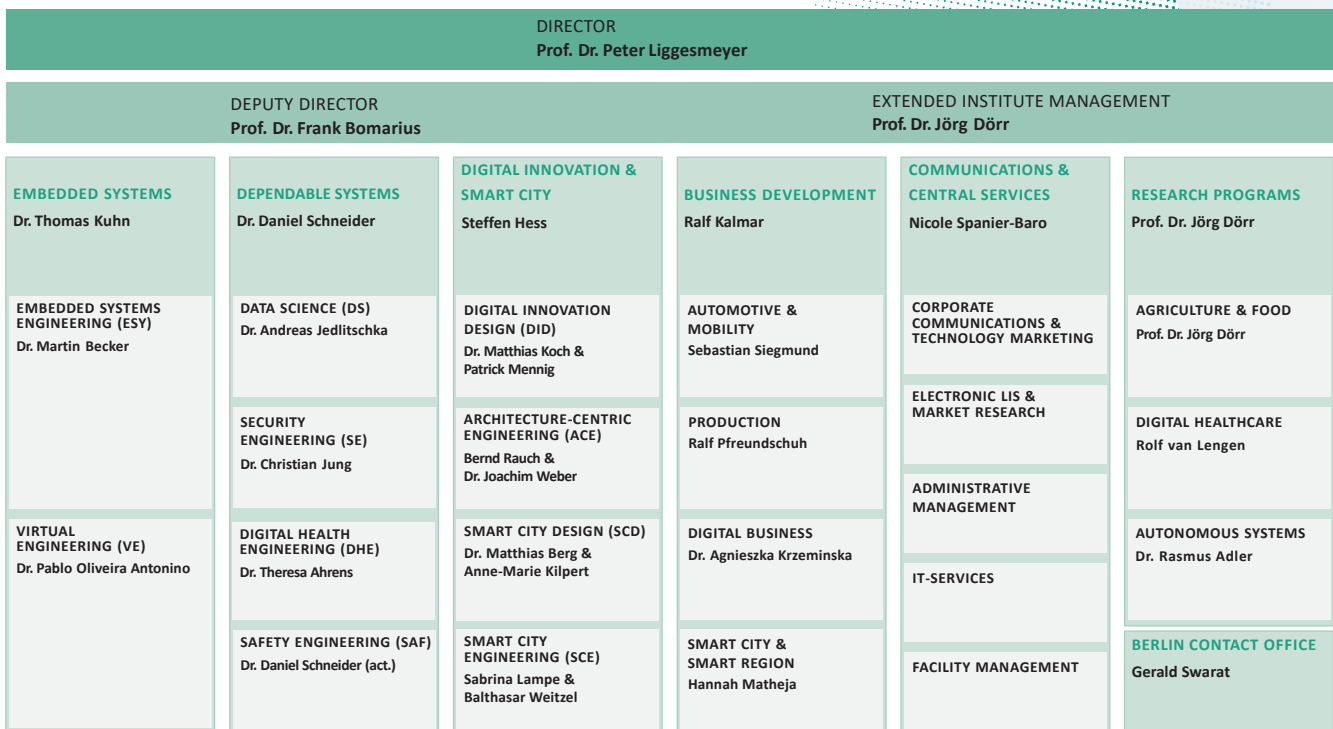 DIRECTOR
Prof. Dr. Peter Liggesmeyer
DEPUTY DIRECTOR
Prof. Dr. Frank Bomarius
EXTENDED INSTITUTE MANAGEMENT
Prof. Dr. Jörg Dörr
EMBEDDED SYSTEMS
Dr. Thomas Kuhn
EMBEDDED SYSTEMS
ENGINEERING (ESY)
Dr. Martin Becker
VIRTUAL
ENGINEERING (VE)
Dr. Pablo Oliveira Antonino
DEPENDABLE SYSTEMS
Dr. Daniel Schneider
DATA SCIENCE (DS)
Dr. Andreas Jedlitschka
SECURITY
ENGINEERING (SE)
Dr. Christian Jung
DIGITAL HEALTH
ENGINEERING (DHE)
Dr. Theresa Ahrens
SAFETY ENGINEERING (SAF)
Dr. Daniel Schneider (act.)
DIGITAL INNOVATION &
SMART CITY
Steffen Hess
DIGITAL INNOVATION
DESIGN (DID)
Dr. Matthias Koch &
Patrick Mennig
ARCHITECTURE-CENTRIC
ENGINEERING (ACE)
Bernd Rauch &
Dr. Joachim Weber
SMART CITY DESIGN (SCD)
Dr. Matthias Berg &
Anne-Marie Kilpert
SMART CITY
ENGINEERING (SCE)
Sabrina Lampe &
Balthasar Weitzel
BUSINESS DEVELOPMENT
Ralf Kalmar
AUTOMOTIVE &
MOBILITY
Sebastian Siegmund
PRODUCTION
Ralf Pfreundschuh
DIGITAL BUSINESS
Dr. Agnieszka Krzeminska
SMART CITY &
SMART REGION
Hannah Matheja
COMMUNICATIONS &
CENTRAL SERVICES
Nicole Spanier-Baro
CORPORATE
COMMUNICATIONS &
TECHNOLOGY MARKETING
ELECTRONIC LIS &
MARKET RESEARCH
ADMINISTRATIVE
MANAGEMENT
IT-SERVICES
FACILITY MANAGEMENT
RESEARCH PROGRAMS
Prof. Dr. Jörg Dörr
AGRICULTURE & FOOD
Prof. Dr. Jörg Dörr
DIGITAL HEALTHCARE
Rolf van Lengen
AUTONOMOUS SYSTEMS
Dr. Rasmus Adler
BERLIN CONTACT OFFICE
Gerald Swarat